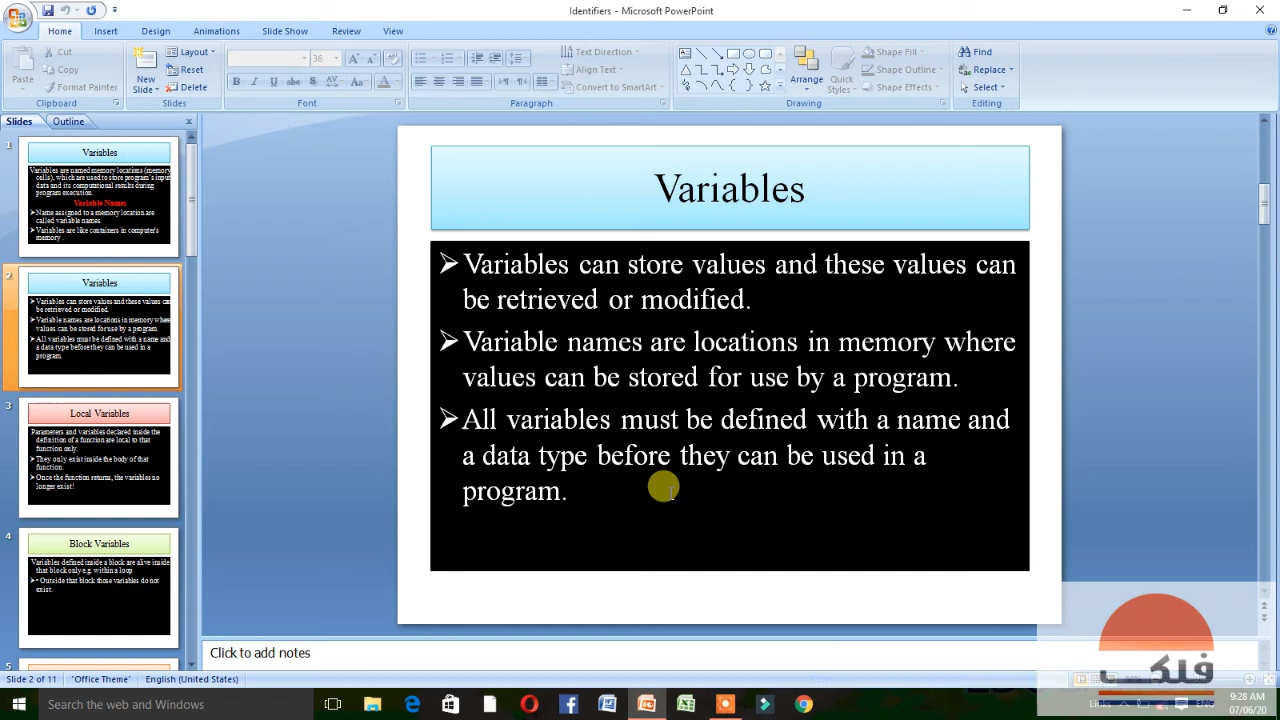 Identifiers - Microsoft PowerPoint
Home Insert Design Animations Slide Show Review View
Paste
Cut
Copy
Format Painter
Clipboard
New Slide
Layout
Reset
Delete
Slides
36
Font
Paragraph
Text Direction
Align Text
Convert to SmartArt
Arrange
Quick Styles
Shape Fill
Shape Outline
Shape Effects
Drawing
Find
Replace
Select
Editing
Slides Outline
1
Variables
Variables are named memory locations (memory
cells), which are used to store program's input
data and its computational results during
program execution.
Variable Names
➢Name assigned to a memory location are
called variable names.
➢Variables are like containers in computer's
memory .
2
Variables
➢Variables can store values and these values can
be retrieved or modified.
➢Variable names are locations in memory where
values can be stored for use by a program.
➢All variables must be defined with a name and
a data type before they can be used in a
program.
3
Local Variables
Parameters and variables declared inside the
definition of a function are local to that
function only.
➢They only exist inside the body of that
function.
➢Once the function returns, the variables no
longer exist!
4
Block Variables
Variables defined inside a block are alive inside
that block only e.g. within a loop
➢• Outside that block those variables do not
exist.
5
Variables
➢Variables can store values and these values can
be retrieved or modified.
➢Variable names are locations in memory where
values can be stored for use by a program.
➢All variables must be defined with a name and
a data type before they can be used in a
program.
Click to add notes
فلک
Slide 2 of 11 "Office Theme" English (United States)
Search the web and Windows
Links
ENG
9:28 AM
07/06/20